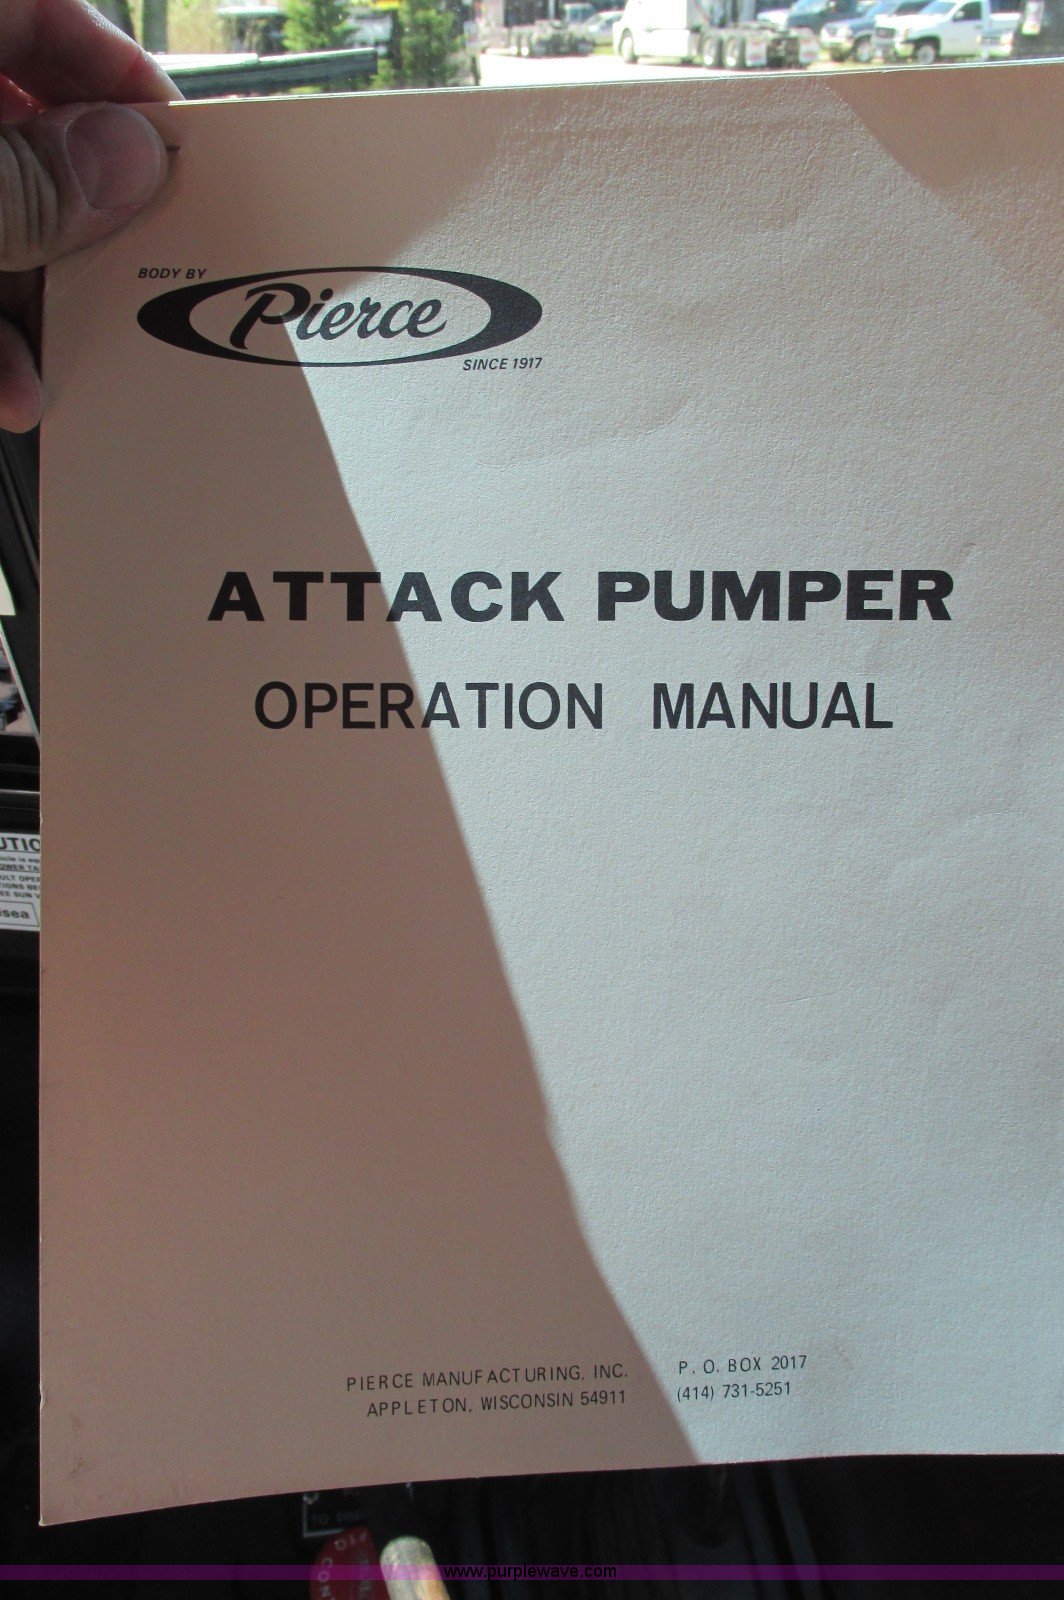 BODY BY
Pierce
SINCE 1917
ATTACK PUMPER
OPERATION MANUAL
PIERCE MANUFACTURING, INC.
APPLETON, WISCONSIN 54911
P. O. BOX 2017
(414) 731-5251
www.purplewave.com